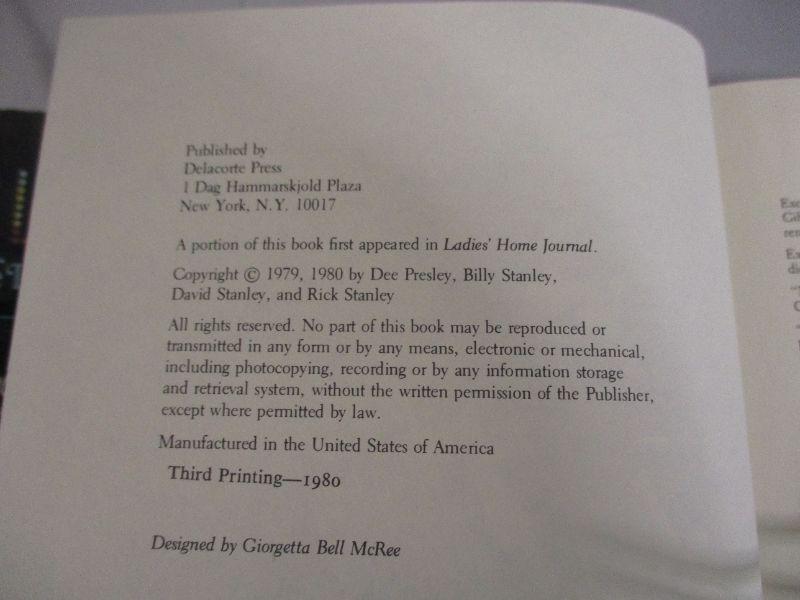 Published by
Delacorte Press
1 Dag Hammarskjold Plaza
New York, N.Y. 10017
A portion of this book first appeared in Ladies' Home Journal.
Copyright © 1979, 1980 by Dee Presley, Billy Stanley,
David Stanley, and Rick Stanley
All rights reserved. No part of this book may be reproduced or
transmitted in any form or by any means, electronic or mechanical,
including photocopying, recording or by any information storage
and retrieval system, without the written permission of the Publisher,
except where permitted by law.
Manufactured in the United States of America
Third Printing—1980
Designed by Giorgetta Bell McRee